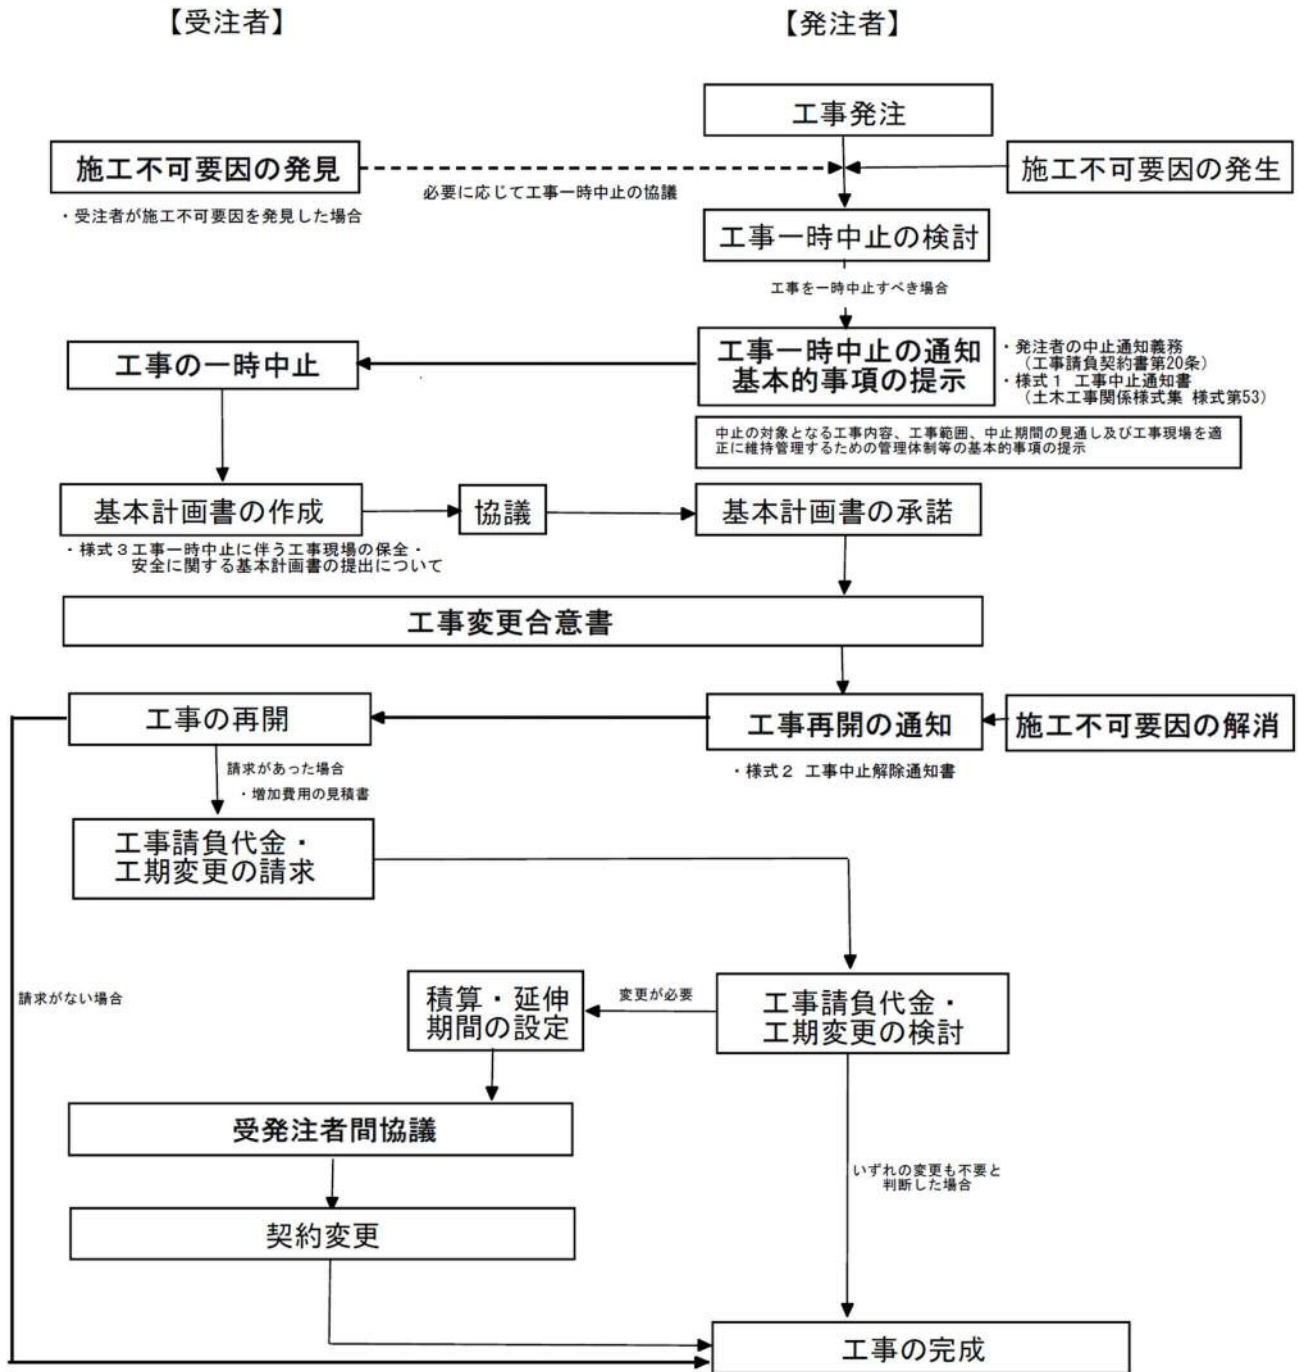 【受注者】
【発注者】
工事発注
施工不可要因の発見
施工不可要因の発生
必要に応じて工事一時中止の協議
・受注者が施工不可要因を発見した場合
工事一時中止の検討
工事を一時中止すべき場合
工事の一時中止
工事一時中止の通知
基本的事項の提示
・発注者の中止通知義務
（工事請負契約書第20条）
・様式１ 工事中止通知書
（土木工事関係様式集 様式第53）
中止の対象となる工事内容、工事範囲、中止期間の見通し及び工事現場を適
正に維持管理するための管理体制等の基本的事項の提示
基本計画書の作成
協議
基本計画書の承諾
・様式３工事一時中止に伴う工事現場の保全・
安全に関する基本計画書の提出について
工事変更合意書
工事の再開
工事再開の通知
施工不可要因の解消
請求があった場合
・増加費用の見積書
・様式２ 工事中止解除通知書
工事請負代金・
工期変更の請求
請求がない場合
積算・延伸
期間の設定
変更が必要
工事請負代金・
工期変更の検討
受発注者間協議
いずれの変更も不要と
判断した場合
契約変更
工事の完成